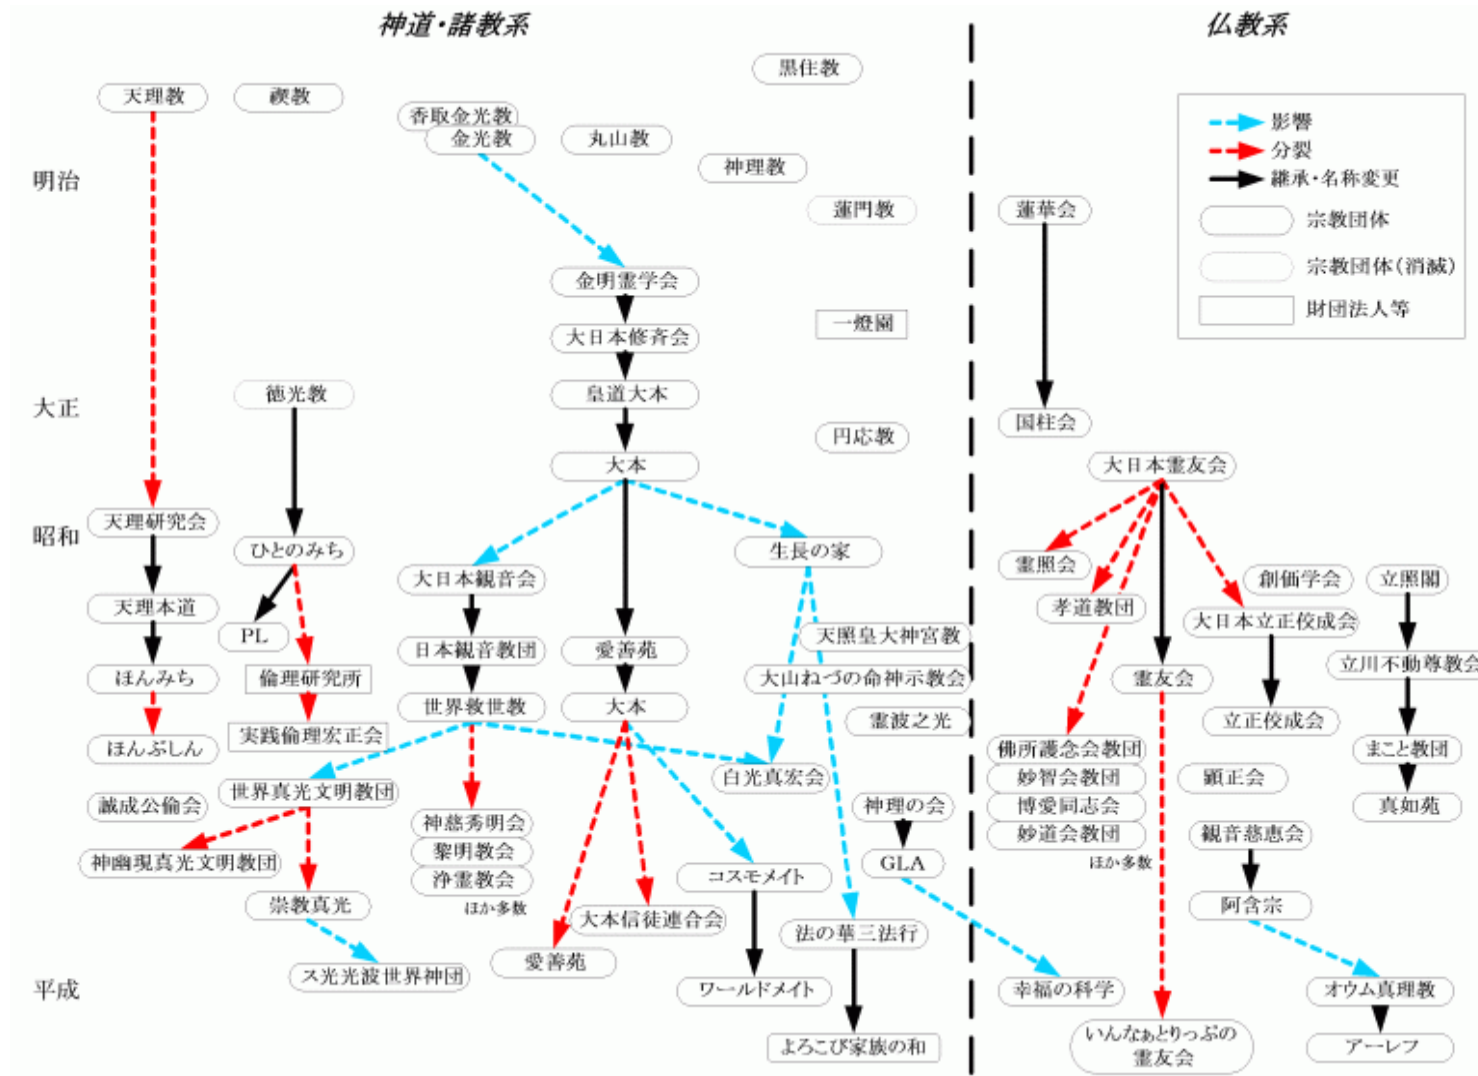 神道・諸教系
仏教系
黒住教
天理教
禊教
香取金光教
金光教
丸山教
神理教
明治
蓮門教
蓮華会
影響
分裂
継承・名称変更
宗教団体
宗教団体(消滅)
財団法人等
金明霊学会
一燈園
大日本修斉会
大正
徳光教
皇道大本
国柱会
円応教
大本
大日本霊友会
昭和
天理研究会
ひとのみち
大日本観音会
生長の家
霊照会
創価学会
立照閣
天理本道
PL
孝道教団
大日本立正佼成会
日本観音教団
愛善苑
天照皇大神宮教
立川不動尊教会
ほんみち
倫理研究所
大山ねづの命神示教会
霊友会
世界救世教
大本
霊波之光
立正佼成会
ほんぶしん
実践倫理宏正会
佛所護念会教団
まこと教団
世界真光文明教団
白光真宏会
妙智会教団
顕正会
誠成公倫会
神理の会
博愛同志会
真如苑
神慈秀明会
妙道会教団
観音慈恵会
神幽現真光文明教団
黎明教会
GLA
ほか多数
浄霊教会
コスモメイト
崇教真光
ほか多数
大本信徒連合会
阿含宗
法の華三法行
愛善苑
平成
ス光光波世界神団
ワールドメイト
幸福の科学
オウム真理教
よろこび家族の和
いんなぁとりっぷの
霊友会
アーレフ